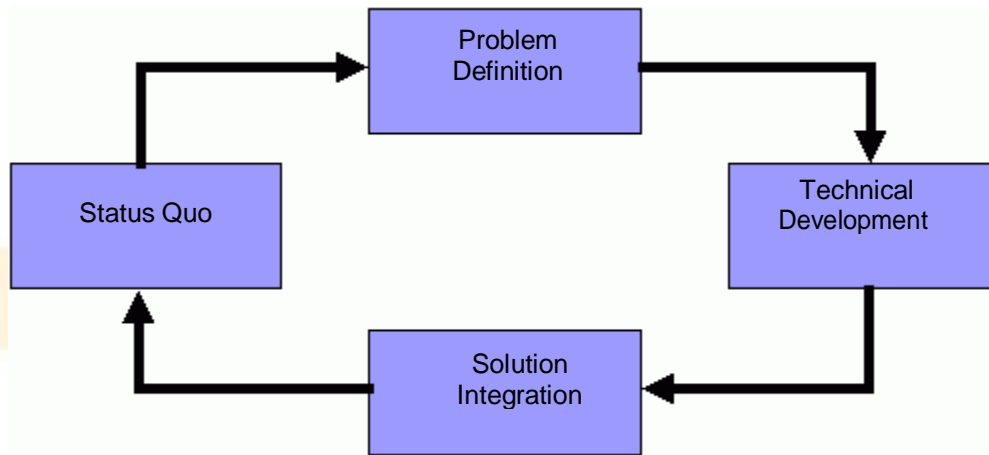 Problem
Definition
Status Quo
Technical
Development
Solution
Integration